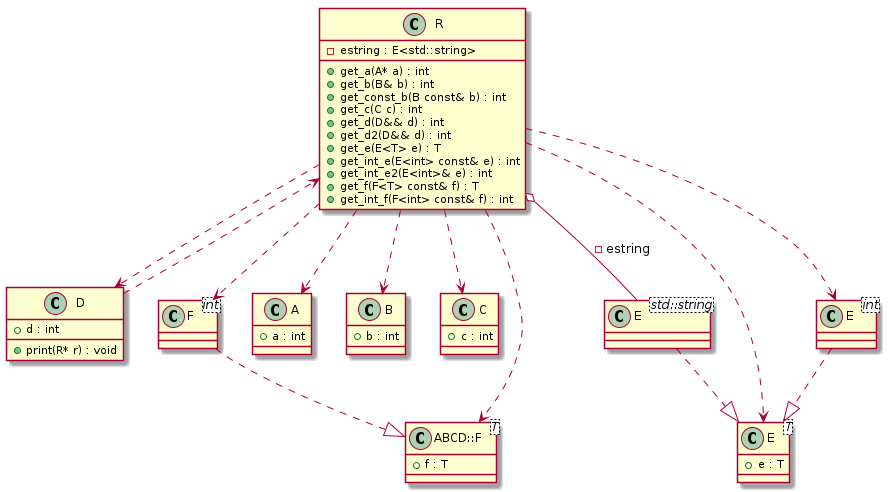 C R
estring : E<std::string>
get_a(A* a) : int
get_b(B& b) : int
get_const_b(B const& b) : int
get_c(C c) : int
get_d(D&& d) : int
get_d2(D&& d) : int
get_e(E<T> e) : T
get_int_e(E<int> const& e) : int
get_int_e2(E<int>& e) : int
get_f(F<T> const& f) : T
get_int_f(F<int> const& f) : int
estring
C D
d : int
print(R* r) : void
C F int
C A
a : int
C B
b : int
C C
c : int
C E std::string
C E int
C ABCD::F T
f : T
C E T
e : T